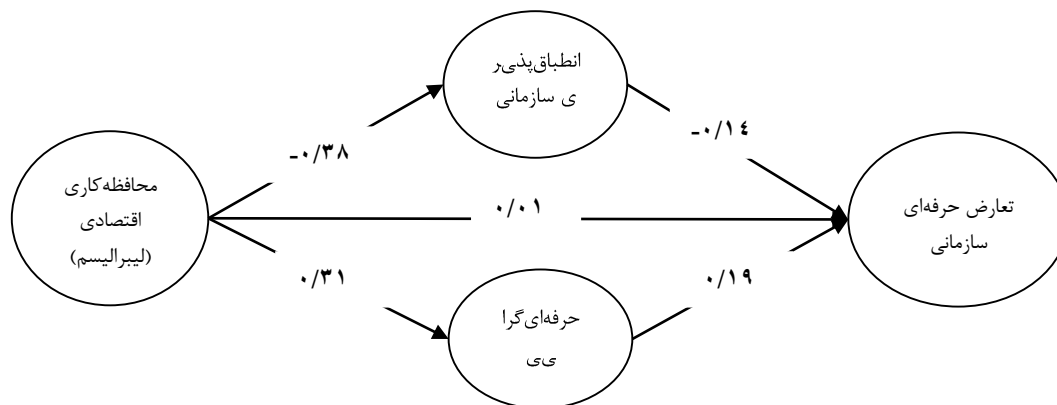 انطباق‌پذیر
ی سازمانی
-۰/۳۸
-۰/۱٤
محافظه‌کاری
اقتصادی
(لیبرالیسم)
۰/۰۱
تعارض حرفه‌ای
سازمانی
۰/۳۱
۰/۱۹
حرفه‌ای‌گرا
یی